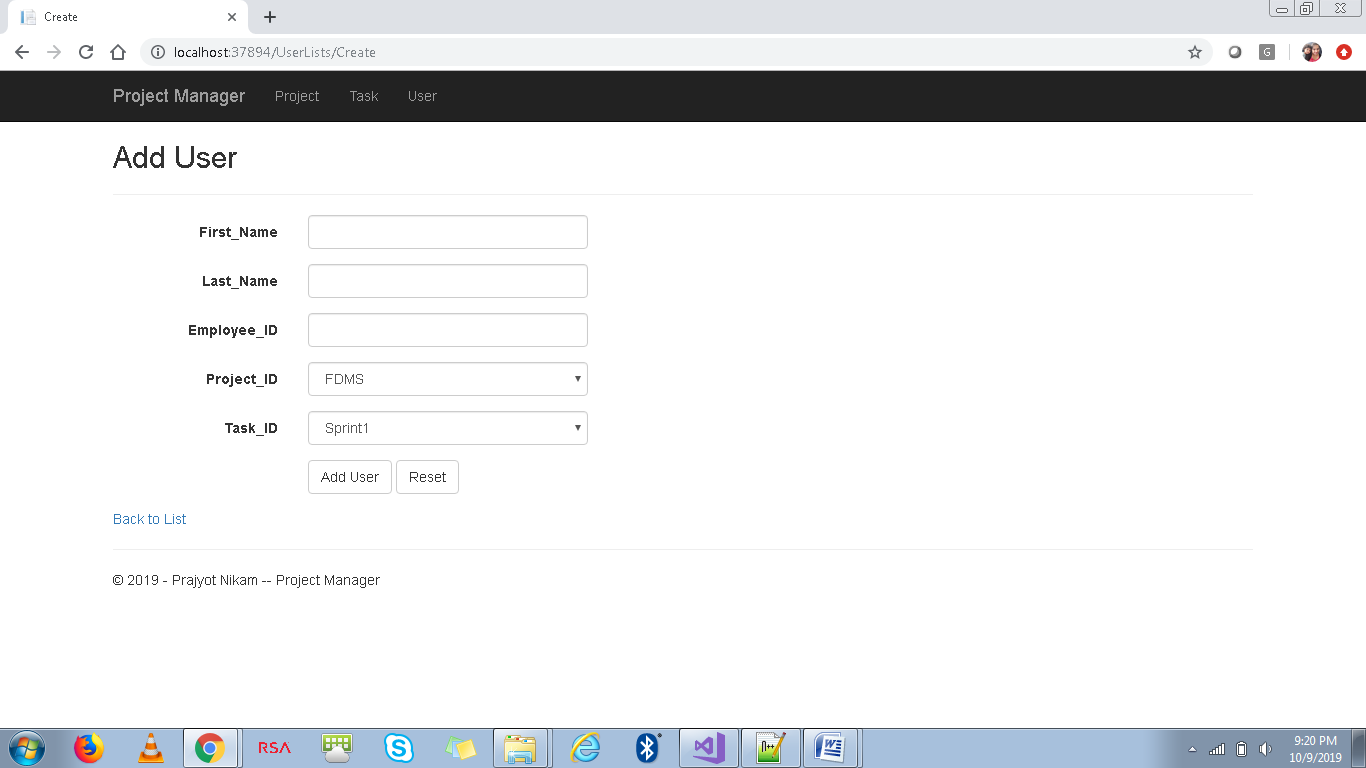 Create
localhost:37894/UserLists/Create
G
Project Manager Project Task User
Add User
First_Name
Last_Name
Employee_ID
Project_ID FDMS
Task_ID Sprint1
Add User Reset
Back to List
© 2019 - Prajyot Nikam -- Project Manager
RSA
9:20 PM
10/9/2019